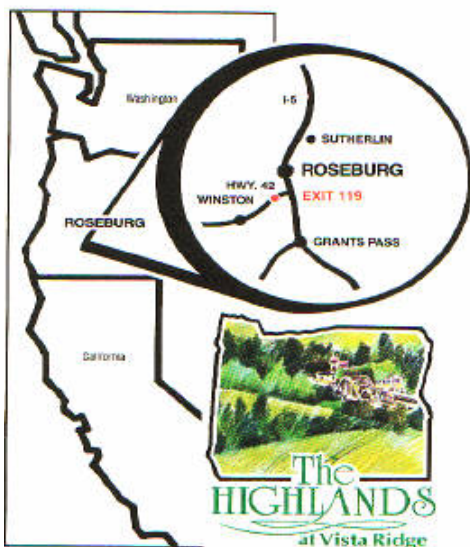 Washington
I-5
SUTHERLIN
ROSEBURG
HWY. 42
EXIT 119
WINSTON
ROSEBURG
GRANTS PASS
California
The
HIGHLANDS
at Vista Ridge